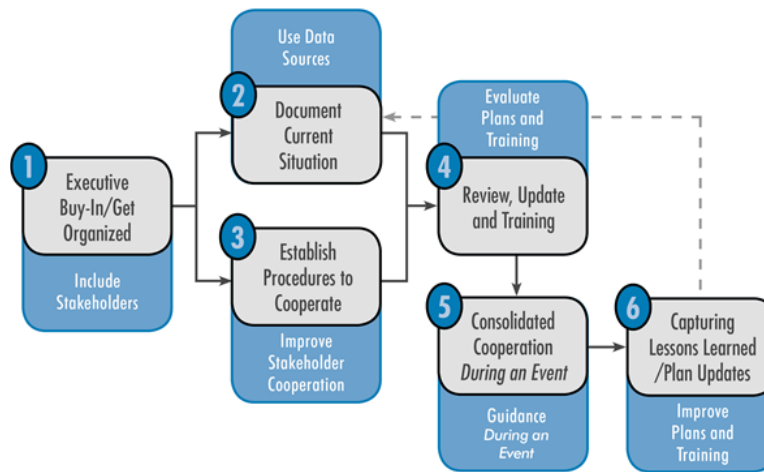 1
Executive
Buy-In/Get
Organized
Include
Stakeholders
Use Data
Sources
2
Document
Current
Situation
3
Establish
Procedures to
Cooperate
Improve
Stakeholder
Cooperation
Evaluate
Plans and
Training
4
Review, Update
and Training
5
Consolidated
Cooperation
During an Event
Guidance
During an
Event
6
Capturing
Lessons Learned
/Plan Updates
Improve
Plans and
Training